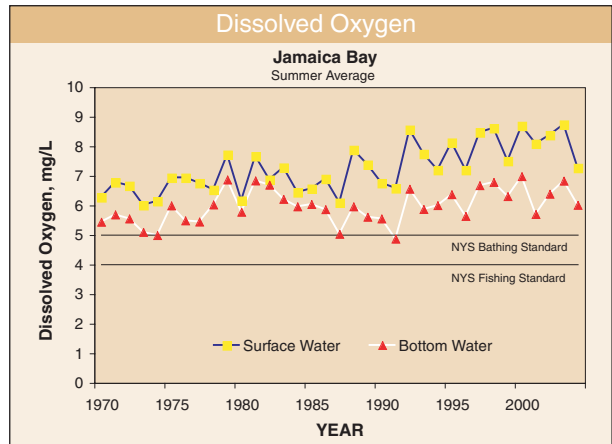 Dissolved Oxygen
Jamaica Bay
Summer Average
Dissolved Oxygen, mg/L
10
9
8
7
6
5
4
3
2
1
0
NYS Bathing Standard
NYS Fishing Standard
Surface Water Bottom Water
1970 1975 1980 1985 1990 1995 2000
YEAR